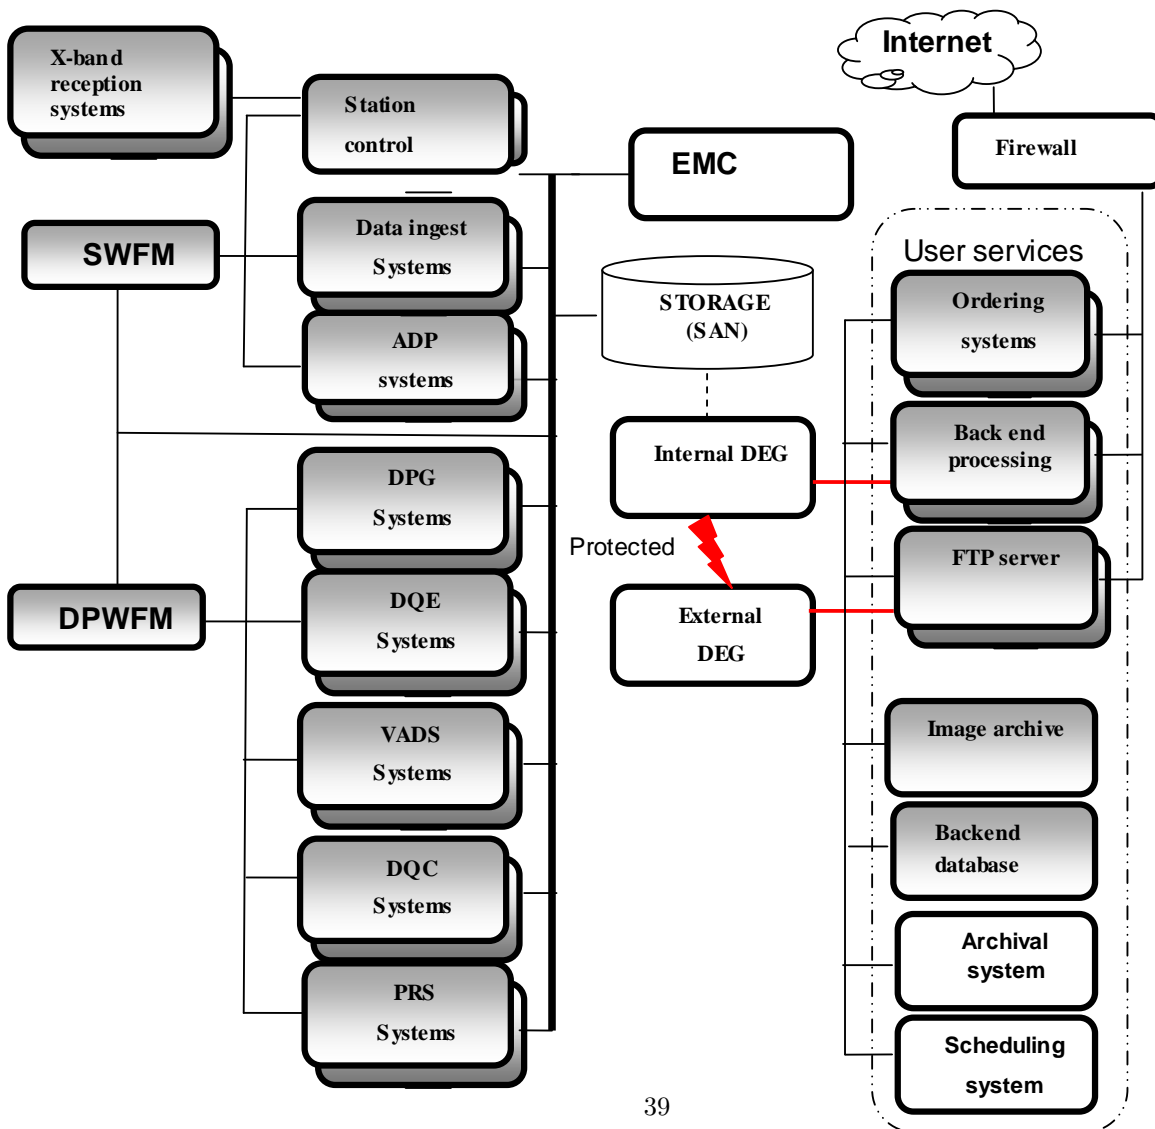 X-band
reception
systems
Station
control
SWFM
Data ingest
Systems
ADP
systems
DPG
Systems
DPWFM
DQE
Systems
VADS
Systems
DQC
Systems
PRS
Systems
EMC
STORAGE
(SAN)
Internal DEG
Protected
External
DEG
Internet
Firewall
User services
Ordering
systems
Back end
processing
FTP server
Image archive
Backend
database
Archival
system
Scheduling
system
39